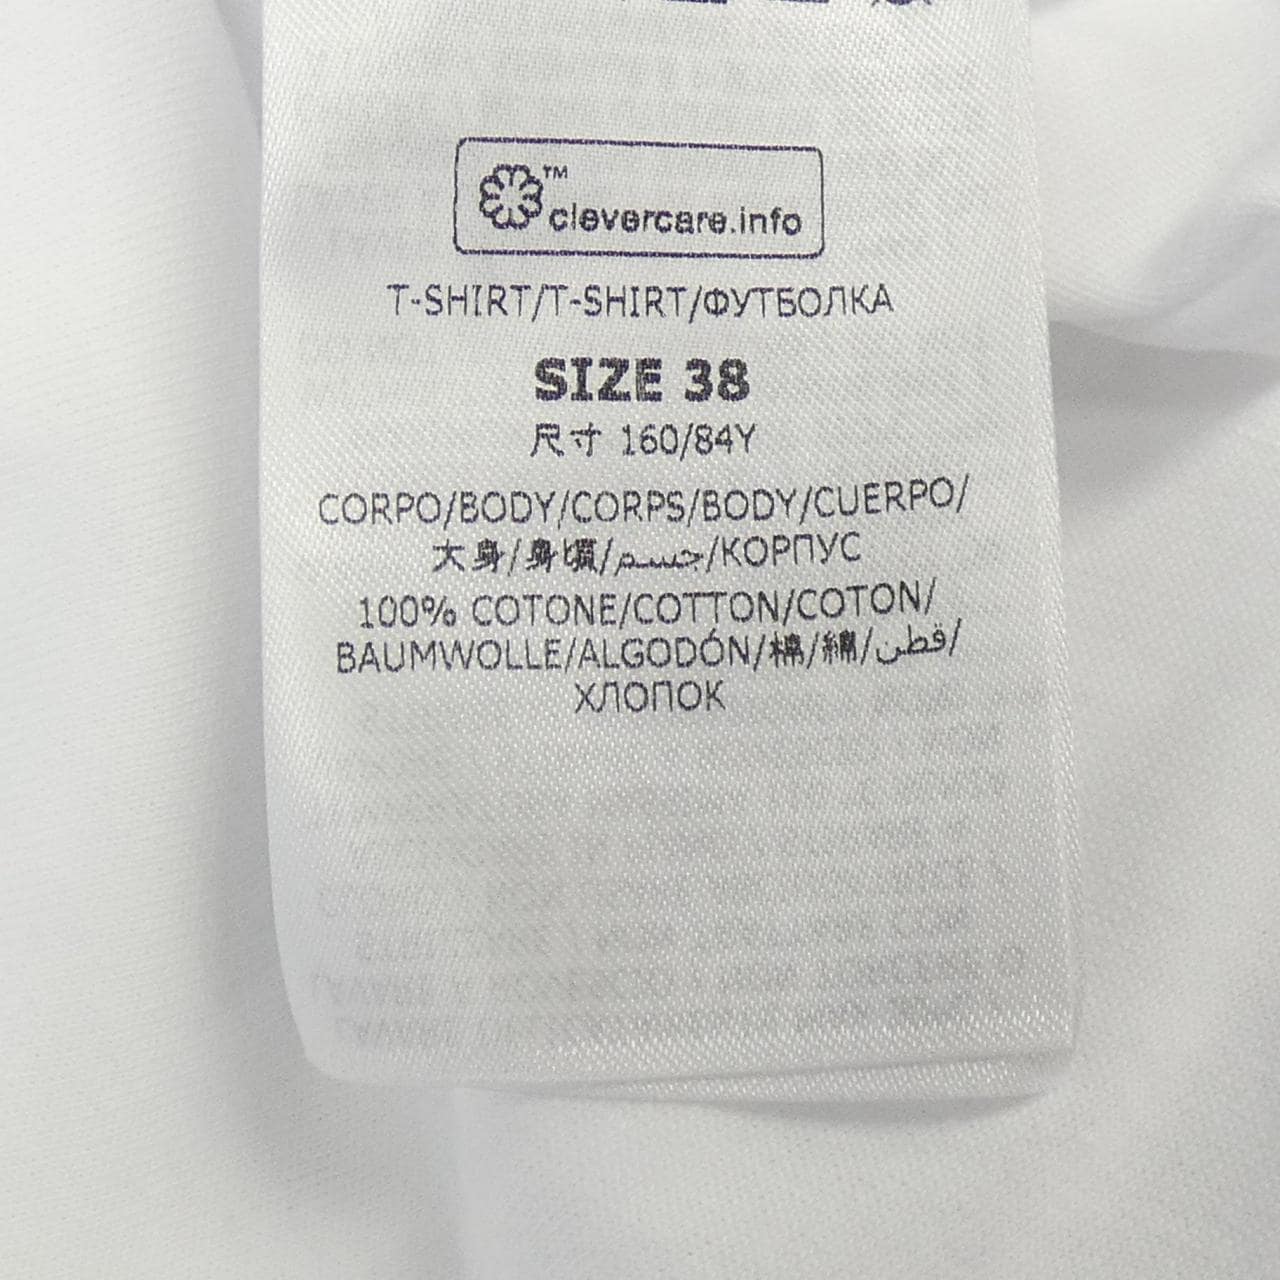 ™
clevercare.info
T-SHIRT/T-SHIRT/ФУТБОЛКА
SIZE 38
尺寸 160/84Y
CORPO/BODY/CORPS/BODY/CUERPO/
大身/身頃/جسم/КОРПУС
100% COTONE/COTTON/COTON/
BAUMWOLLE/ALGODÓN/棉/綿/قطن/
ХЛОПОК